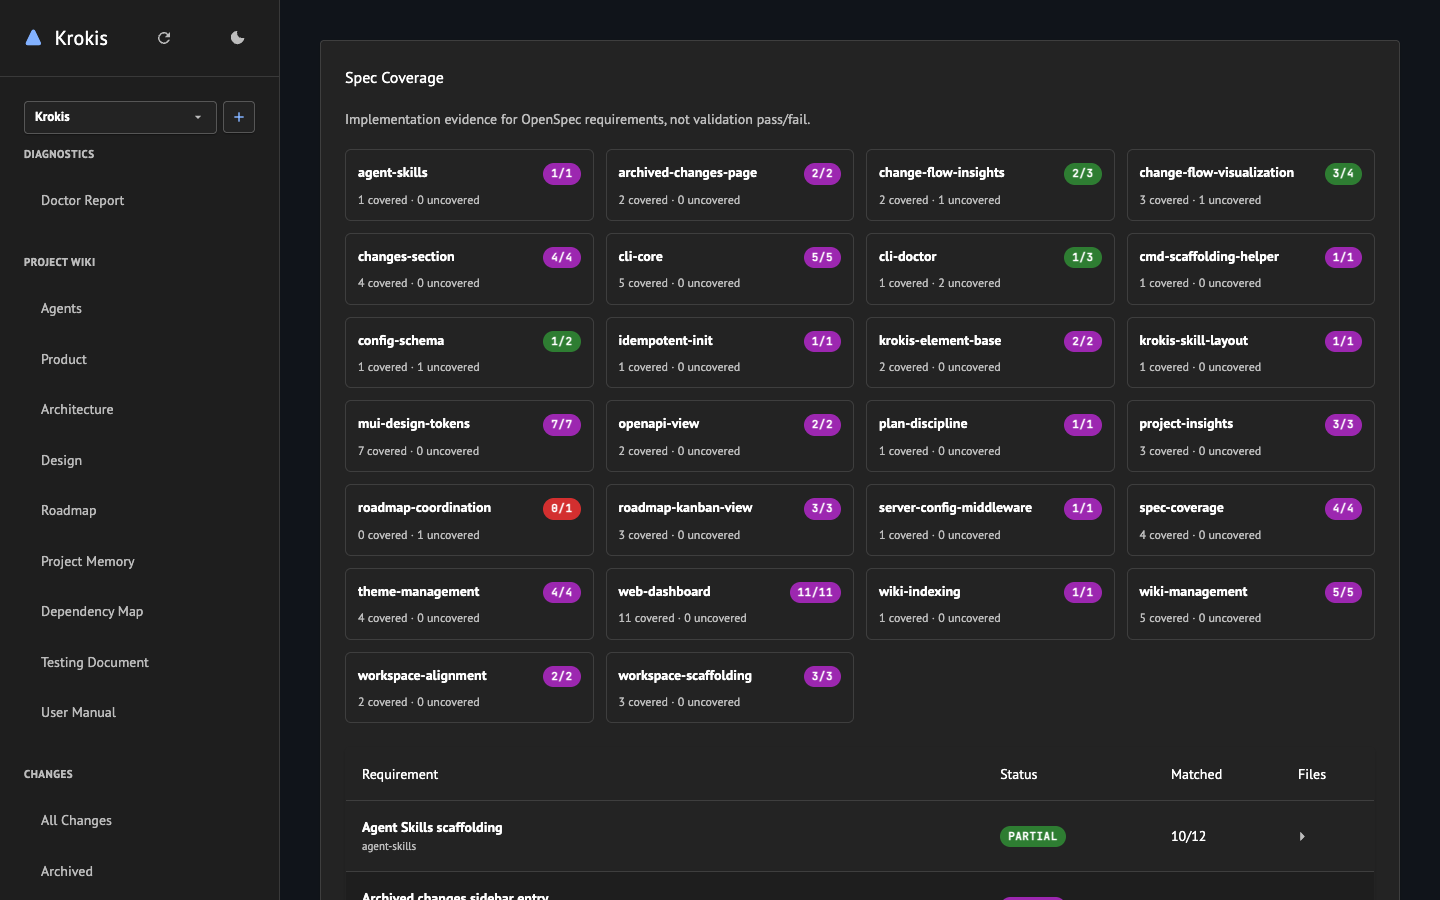 Krokis
Krokis
+
DIAGNOSTICS
Doctor Report
PROJECT WIKI
Agents
Product
Architecture
Design
Roadmap
Project Memory
Dependency Map
Testing Document
User Manual
CHANGES
All Changes
Archived
Spec Coverage
Implementation evidence for OpenSpec requirements, not validation pass/fail.
agent-skills 1/1
1 covered · 0 uncovered
archived-changes-page 2/2
2 covered · 0 uncovered
change-flow-insights 2/3
2 covered · 1 uncovered
change-flow-visualization 3/4
3 covered · 1 uncovered
changes-section 4/4
4 covered · 0 uncovered
cli-core 5/5
5 covered · 0 uncovered
cli-doctor 1/3
1 covered · 2 uncovered
cmd-scaffolding-helper 1/1
1 covered · 0 uncovered
config-schema 1/2
1 covered · 1 uncovered
idempotent-init 1/1
1 covered · 0 uncovered
krokis-element-base 2/2
2 covered · 0 uncovered
krokis-skill-layout 1/1
1 covered · 0 uncovered
mui-design-tokens 7/7
7 covered · 0 uncovered
openapi-view 2/2
2 covered · 0 uncovered
plan-discipline 1/1
1 covered · 0 uncovered
project-insights 3/3
3 covered · 0 uncovered
roadmap-coordination 0/1
0 covered · 1 uncovered
roadmap-kanban-view 3/3
3 covered · 0 uncovered
server-config-middleware 1/1
1 covered · 0 uncovered
spec-coverage 4/4
4 covered · 0 uncovered
theme-management 4/4
4 covered · 0 uncovered
web-dashboard 11/11
11 covered · 0 uncovered
wiki-indexing 1/1
1 covered · 0 uncovered
wiki-management 5/5
5 covered · 0 uncovered
workspace-alignment 2/2
2 covered · 0 uncovered
workspace-scaffolding 3/3
3 covered · 0 uncovered
Requirement Status Matched Files
Agent Skills scaffolding PARTIAL 10/12
agent-skills
Archived changes sidebar entry